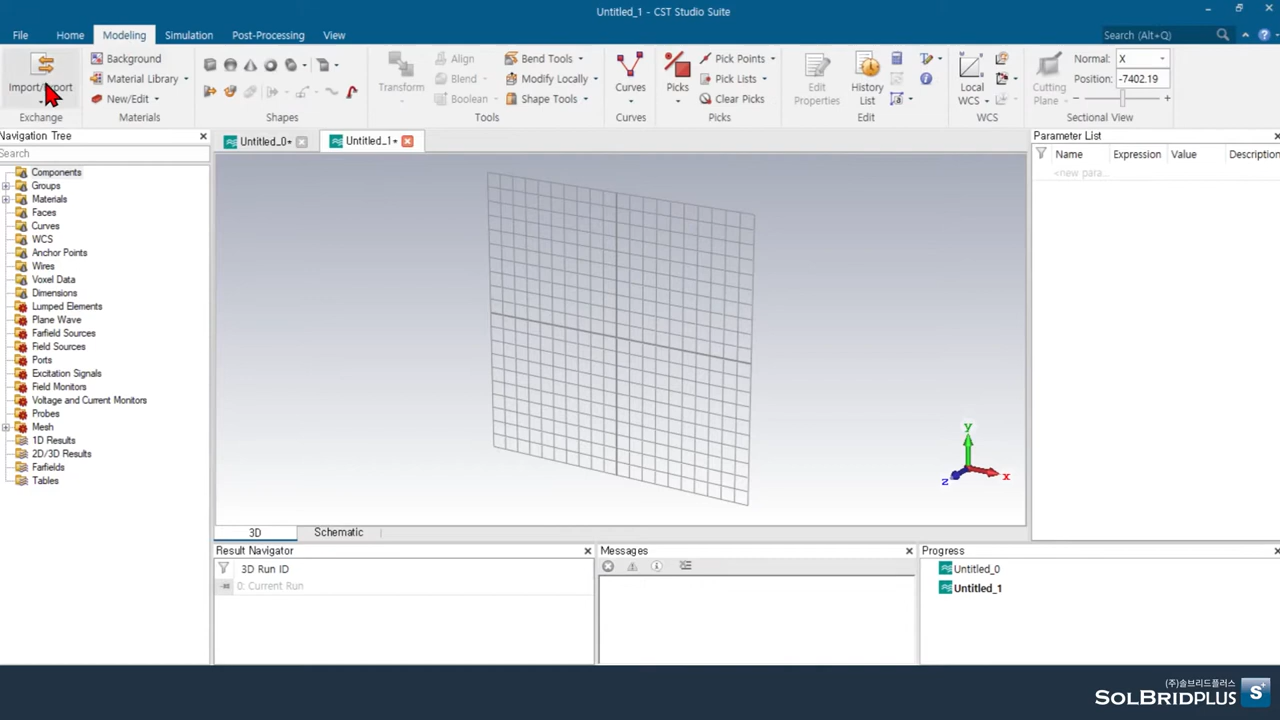 Untitled_1 - CST Studio Suite
File Home Modeling Simulation Post-Processing View Search (Alt+Q)
Import/Export
Exchange
Background
Material Library
New/Edit
Materials
Shapes
Transform
Align
Blend
Boolean
Bend Tools
Modify Locally
Shape Tools
Tools
Curves
Curves
Picks
Pick Points
Pick Lists
Clear Picks
Picks
Edit
Properties
History
List
Edit
Local
WCS
WCS
Cutting
Plane
Normal: X
Position: -7402.19
Sectional View
Navigation Tree
Search
Components
Groups
Materials
Faces
Curves
WCS
Anchor Points
Wires
Voxel Data
Dimensions
Lumped Elements
Plane Wave
Farfield Sources
Field Sources
Ports
Excitation Signals
Field Monitors
Voltage and Current Monitors
Probes
Mesh
1D Results
2D/3D Results
Farfields
Tables
Untitled_0* Untitled_1*
y
x
z
3D Schematic
Parameter List
Name Expression Value Description
<new para...
Result Navigator
3D Run ID
0: Current Run
Messages
Progress
Untitled_0
Untitled_1
(주)솔브리드플러스
SOLBRIDPLUS S+